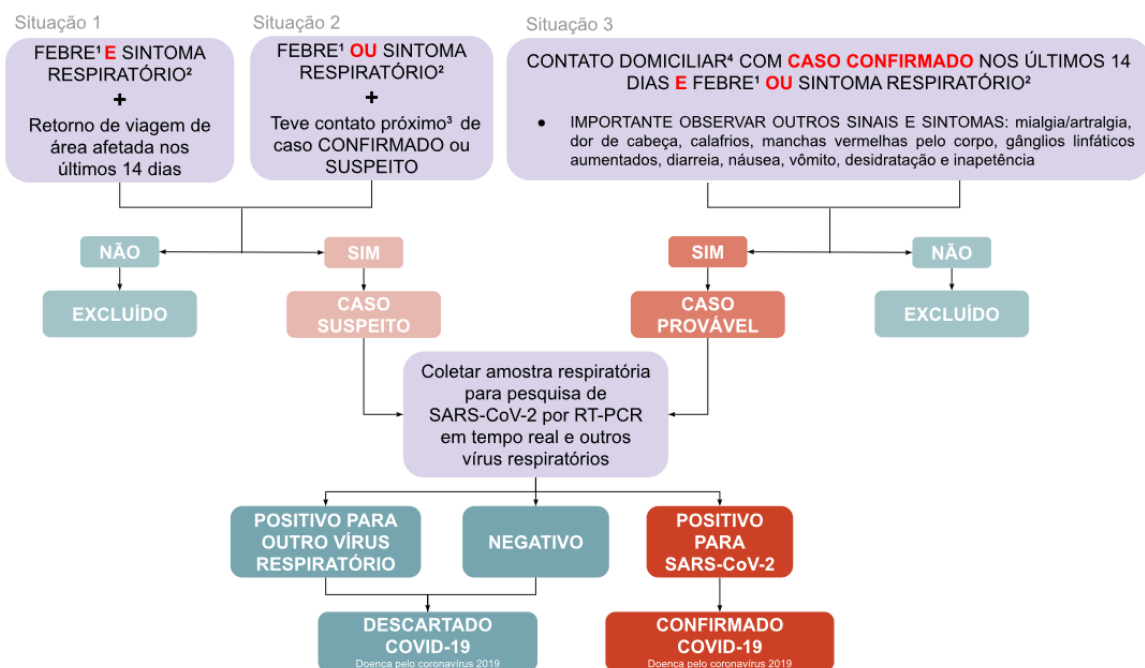 Situação 1
FEBRE¹ E SINTOMA
RESPIRATÓRIO²
+
Retorno de viagem de
área afetada nos
últimos 14 dias
Situação 2
FEBRE¹ OU SINTOMA
RESPIRATÓRIO²
+
Teve contato próximo³ de
caso CONFIRMADO ou
SUSPEITO
Situação 3
CONTATO DOMICILIAR⁴ COM CASO CONFIRMADO NOS ÚLTIMOS 14
DIAS E FEBRE¹ OU SINTOMA RESPIRATÓRIO²
● IMPORTANTE OBSERVAR OUTROS SINAIS E SINTOMAS: mialgia/artralgia,
dor de cabeça, calafrios, manchas vermelhas pelo corpo, gânglios linfáticos
aumentados, diarreia, náusea, vômito, desidratação e inapetência
NÃO
SIM
SIM
NÃO
EXCLUÍDO
CASO
SUSPEITO
CASO
PROVÁVEL
EXCLUÍDO
Coletar amostra respiratória
para pesquisa de
SARS-CoV-2 por RT-PCR
em tempo real e outros
vírus respiratórios
POSITIVO PARA
OUTRO VÍRUS
RESPIRATÓRIO
NEGATIVO
POSITIVO
PARA
SARS-CoV-2
DESCARTADO
COVID-19
Doença pelo coronavírus 2019
CONFIRMADO
COVID-19
Doença pelo coronavírus 2019